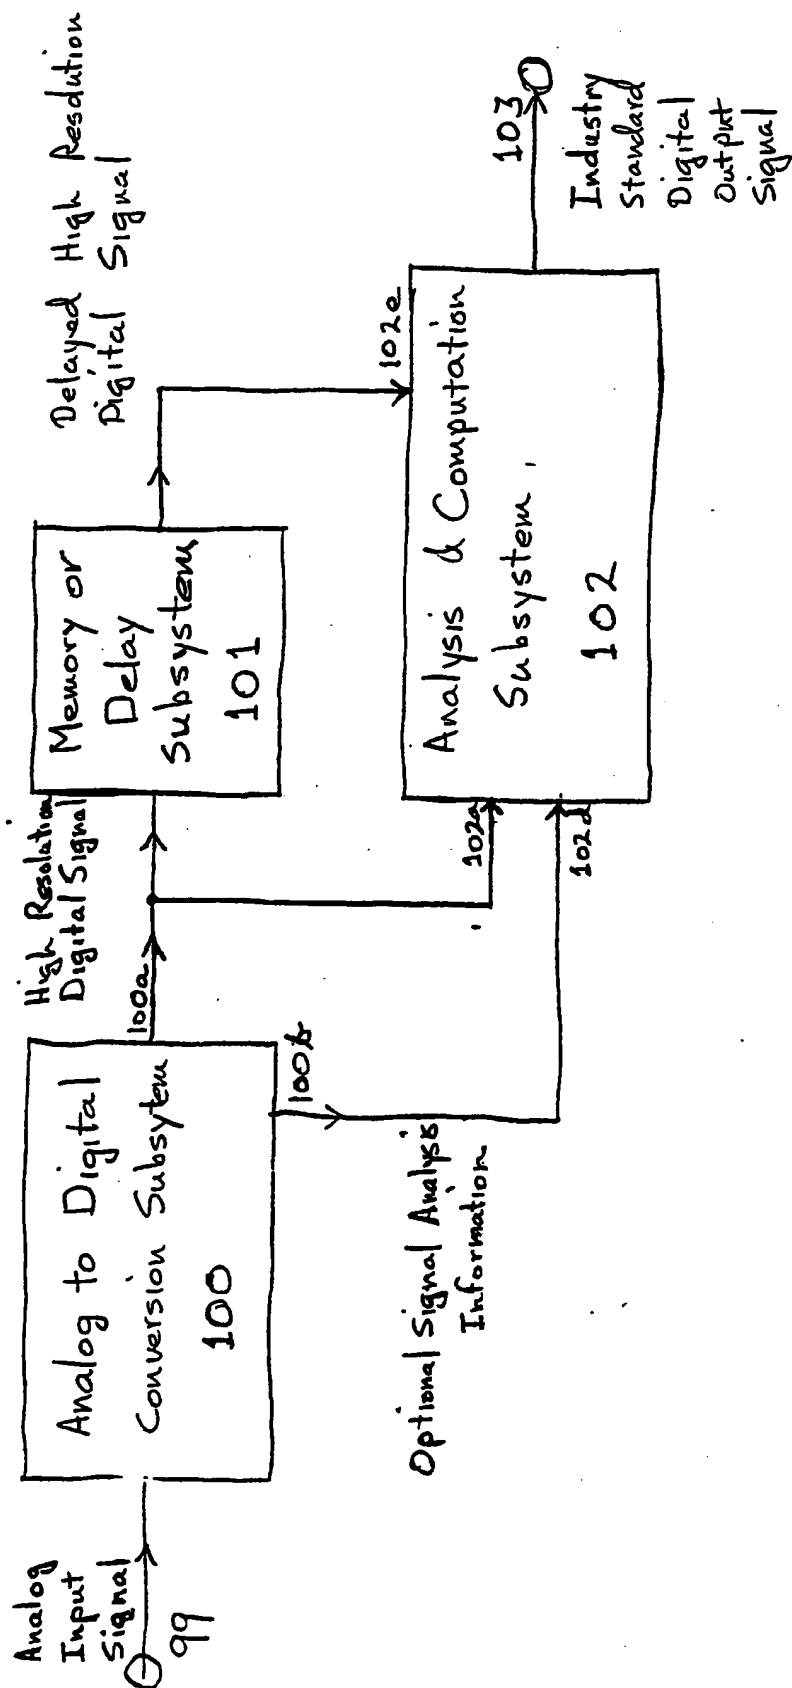 Analog
Input
Signal
99
Analog to Digital
Conversion Subsytem
100
100a
100b
High Resolution
Digital Signal
Optional Signal Analysis
Information
Memory or
Delay
Subsystem
101
Delayed High Resolution
Digital Signal
102a
102d
102e
Analysis & Computation
Subsystem.
102
103
Industry
Standard
Digital
Output
Signal